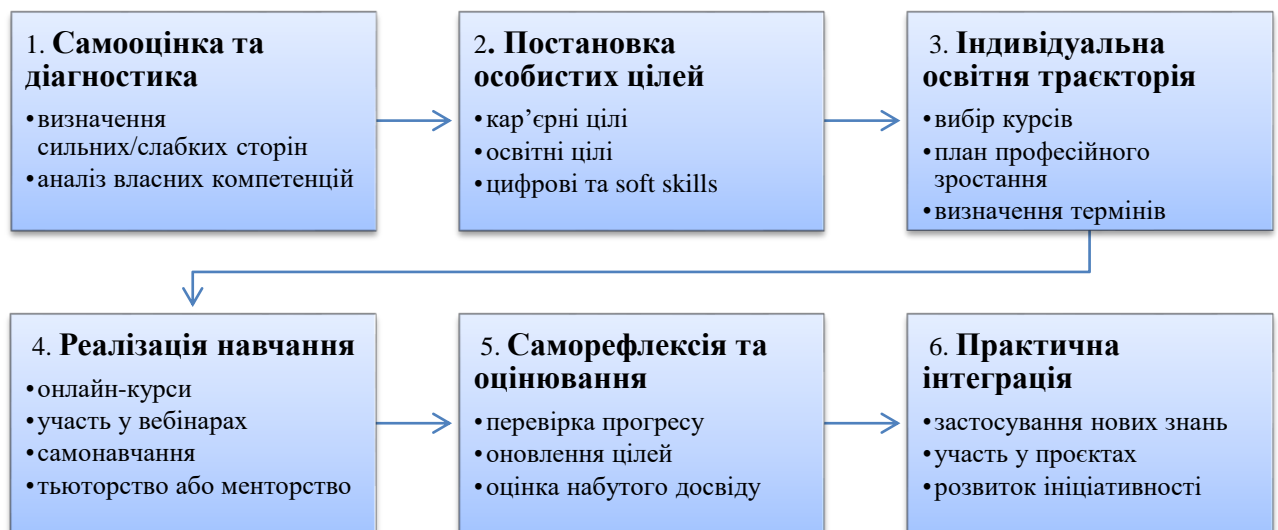 1. Самооцінка та
діагностика
•визначення
сильних/слабких сторін
•аналіз власних компетенцій
2. Постановка
особистих цілей
•кар’єрні цілі
•освітні цілі
•цифрові та soft skills
3. Індивідуальна
освітня траєкторія
•вибір курсів
•план професійного
зростання
•визначення термінів
4. Реалізація навчання
•онлайн-курси
•участь у вебінарах
•самонавчання
•тьюторство або менторство
5. Саморефлексія та
оцінювання
•перевірка прогресу
•оновлення цілей
•оцінка набутого досвіду
6. Практична
інтеграція
•застосування нових знань
•участь у проєктах
•розвиток ініціативності